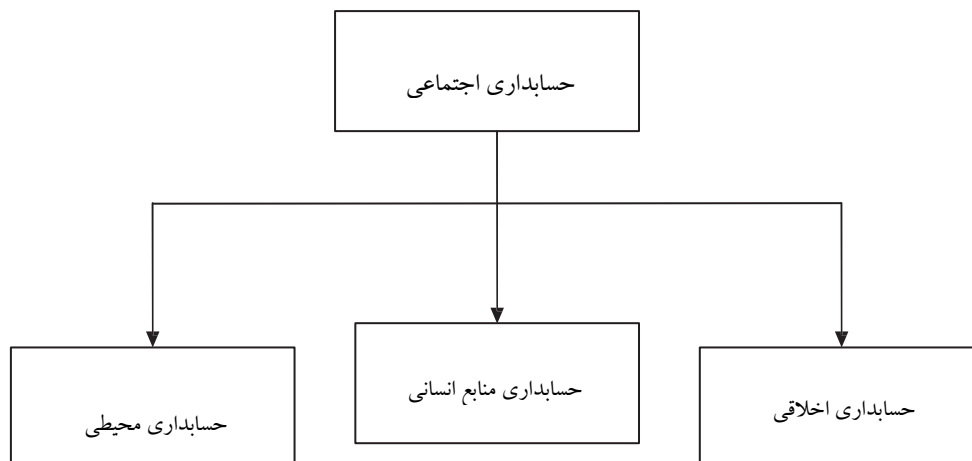 حسابداری اجتماعی
حسابداری اخلاقی
حسابداری منابع انسانی
حسابداری محیطی